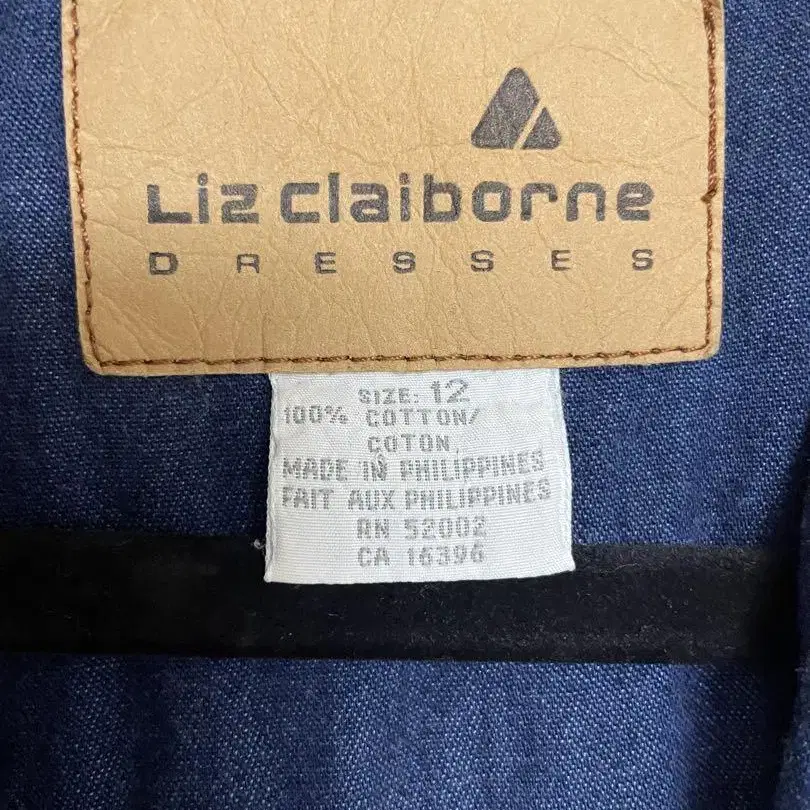 Liz claiborne
DRESSES
SIZE: 12
100% COTTON/
COTON
MADE IN PHILIPPINES
FAIT AUX PHILIPPINES
RN 52002
CA 16396